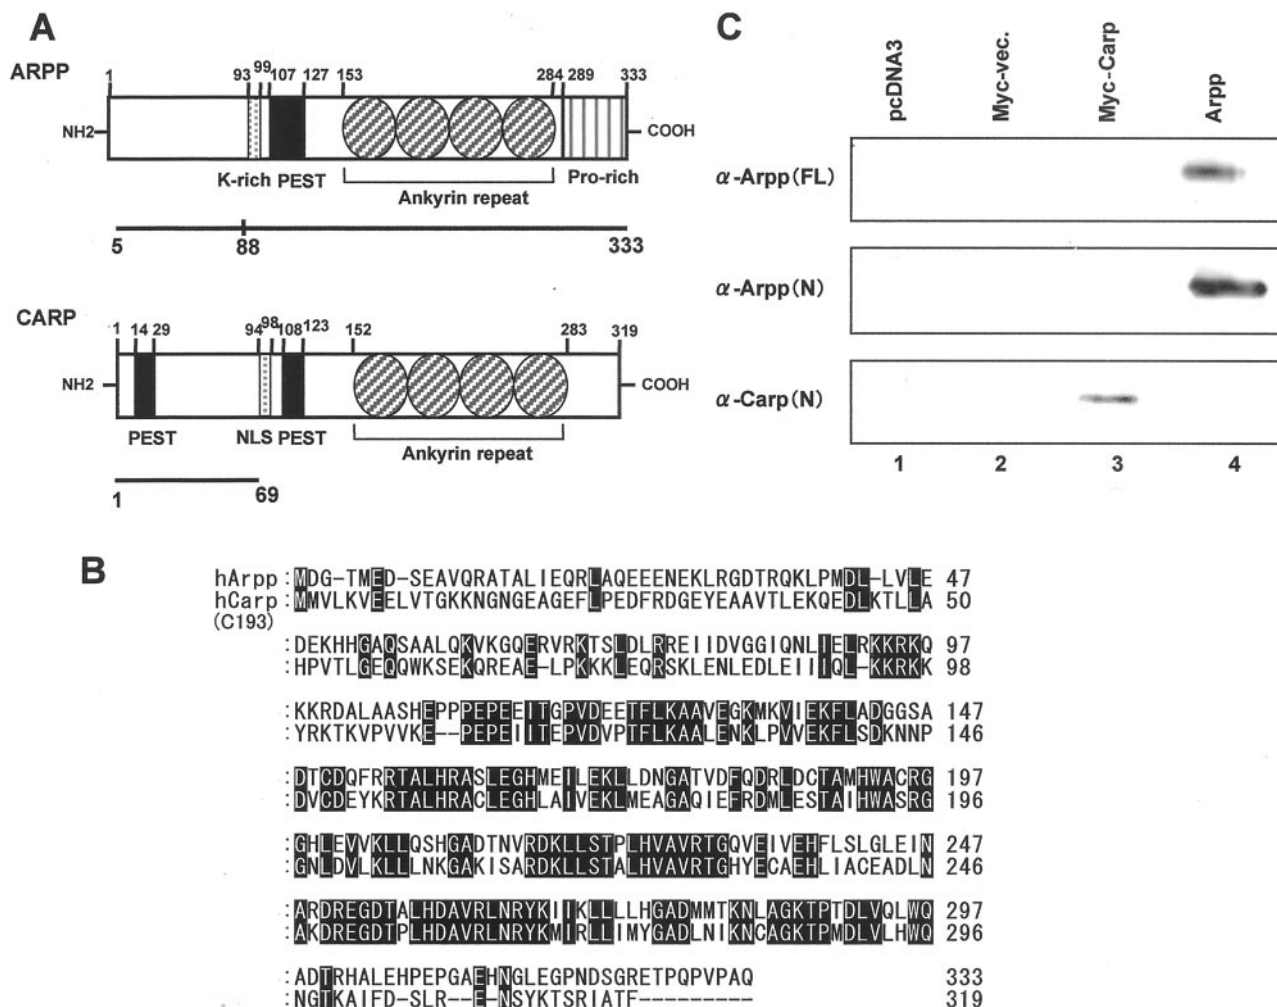 A
ARPP
1 93 99 107 127 153 284 289 333
NH2 COOH
K-rich PEST Pro-rich
Ankyrin repeat
5 88 333
CARP
1 14 29 94 98 108 123 152 283 319
NH2 COOH
PEST NLS PEST
Ankyrin repeat
1 69
C
pcDNA3
Myc-vec.
Myc-Carp
Arpp
α-Arpp(FL)
α-Arpp(N)
α-Carp(N)
1 2 3 4
B
hArpp :MDG-TMED-SEAVQRATALIEQRLAQEEENEKLRGDTRQKLPMDL-LVLE 47
hCarp :MMVLKVEELVTGKKNGNGEAGEFLPEDFRDGEYEAAVTLEKQEDLKTLLA 50
(C193)
:DEKHHGAQSAALQKVKGQERVRKTSLDLRREIIDVGGIQNLIELRKKRKQ 97
:HPVTLGEQQWKSEKQREAE-LPKKKLEQRSKLENLEDLEIIIQL-KKRKK 98
:KKRDALAASHEPPPEPEEITGPVDEETFLKAAVEGKMKVIEKFLADGGSA 147
:YRKTKVPVVKE--PEPEIITEPVDVPTFLKAALENKLPVVEKFLSDKNNP 146
:DTCDQFRRTALHRASLEGHMEILEKLLDNGATVDFQDRLDCTAMHWACRG 197
:DVCDEYKRTALHRACLEGHLAIVEKLMEAGAQIEFRDMLESTAIHWASRG 196
:GHLEVVKLLQSHGADTNVRDKLLSTPLHVAVRTGQVEIVEHFLSLGLEIN 247
:GNLDVLKLLLNKGAKISARDKLLSTALHVAVRTGHYECAEHLIACEADLN 246
:ARDREGDTALHDAVRLNRYKIIKLLLLHGADMMTKNLAGKTPTDLVQLWQ 297
:AKDREGDTPLHDAVRLNRYKMIRLLIMYGADLNIKNCAGKTPMDLVLHWQ 296
:ADTRHALEHPEPGAEHNGLEGPNDSGRETPQPVPAQ 333
:NGTKAIFD-SLR--E-NSYKTSRIATF--------- 319